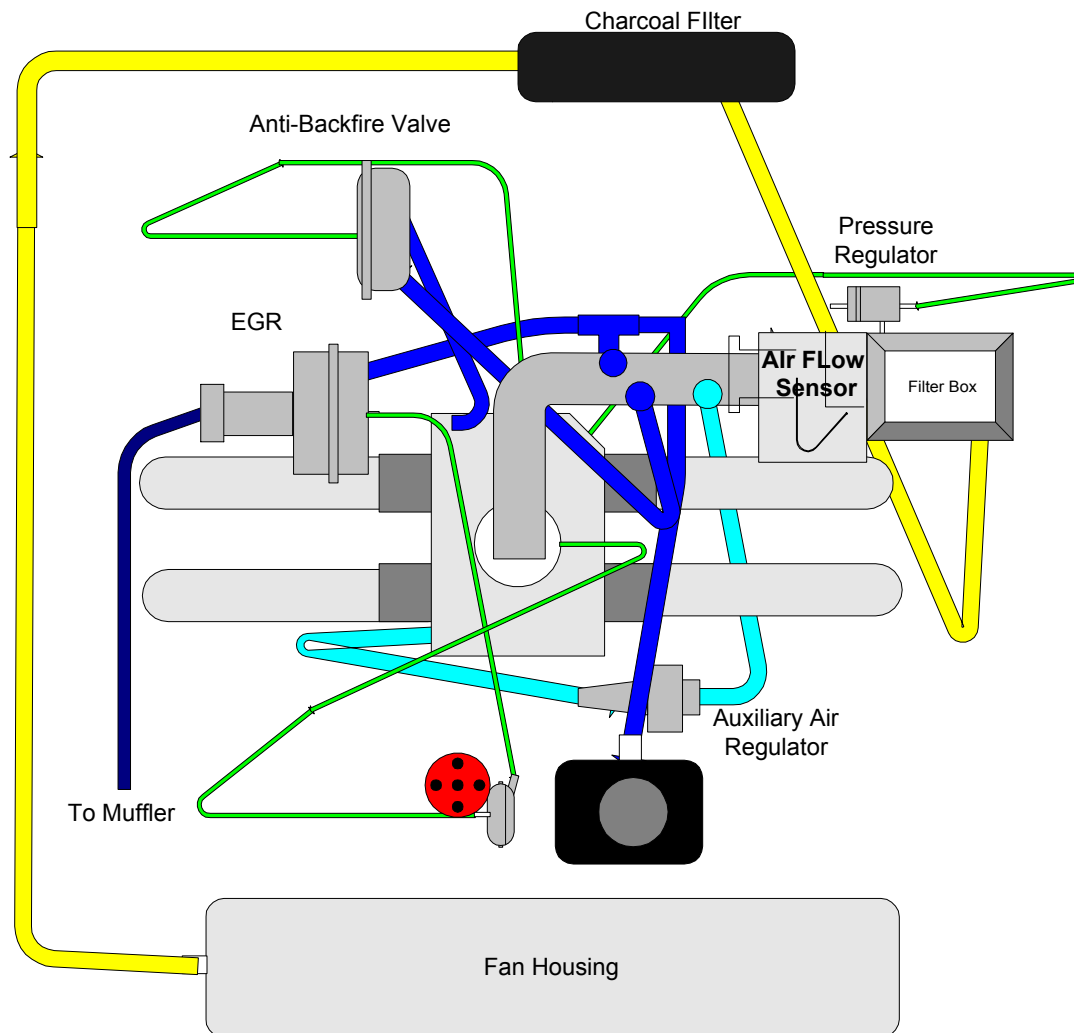 Charcoal FIlter
Anti-Backfire Valve
Pressure
Regulator
EGR
AIr FLow
Sensor
Filter Box
Auxiliary Air
Regulator
To Muffler
Fan Housing